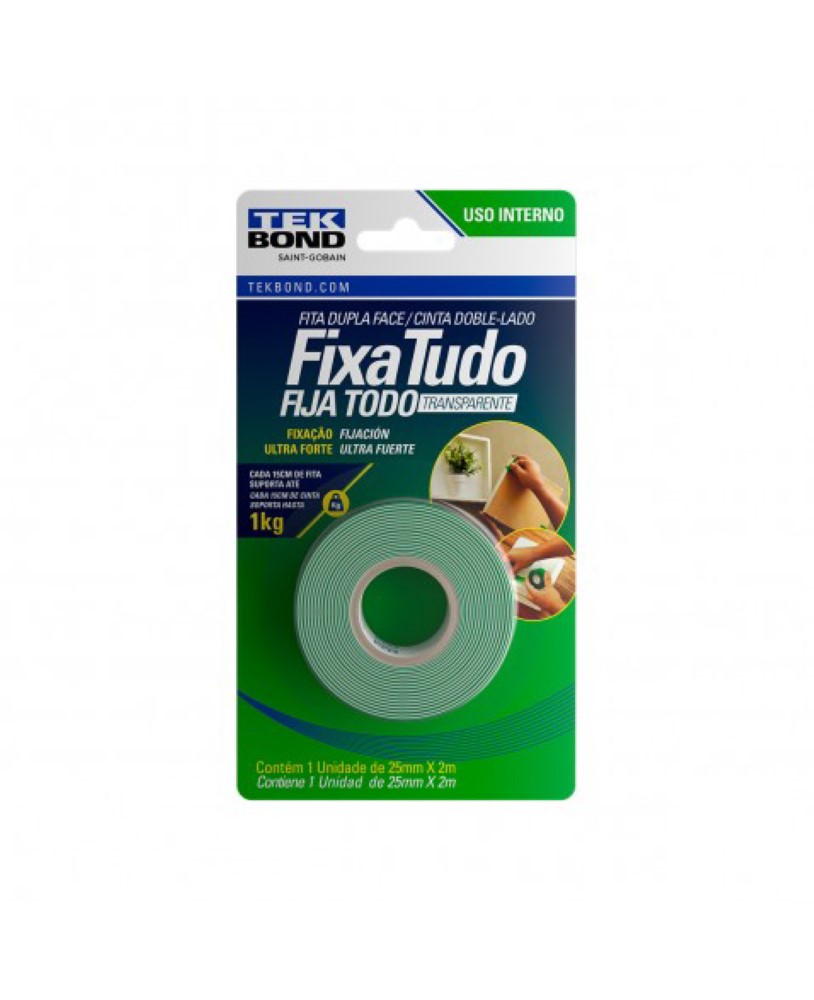 TEK
BOND
SAINT-GOBAIN
USO INTERNO
TEKBOND.COM
FITA DUPLA FACE/CINTA DOBLE-LADO
FixaTudo
FIJA TODO TRANSPARENTE
FIXAÇÃO FIJACIÓN
ULTRA FORTE ULTRA FUERTE
CADA 15CM DE FITA
SUPORTA ATÉ
CADA 15CM DE CINTA
SUPORTA HASTA
1kg
Kg
Contém 1 Unidade de 25mm X 2m
Contiene 1 Unidad de 25mm X 2m